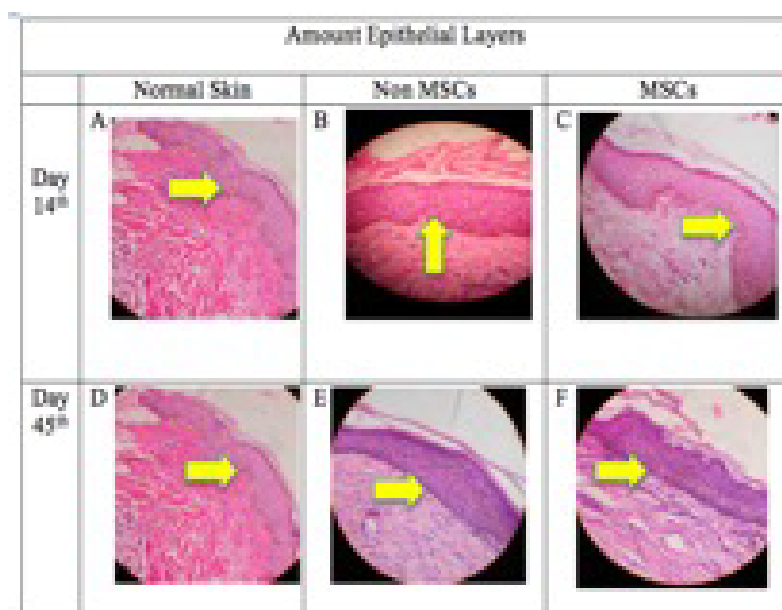 Amount Epithelial Layers
Normal Skin Non MSCs MSCs
A B C
Day
14th
D E F
Day
45th